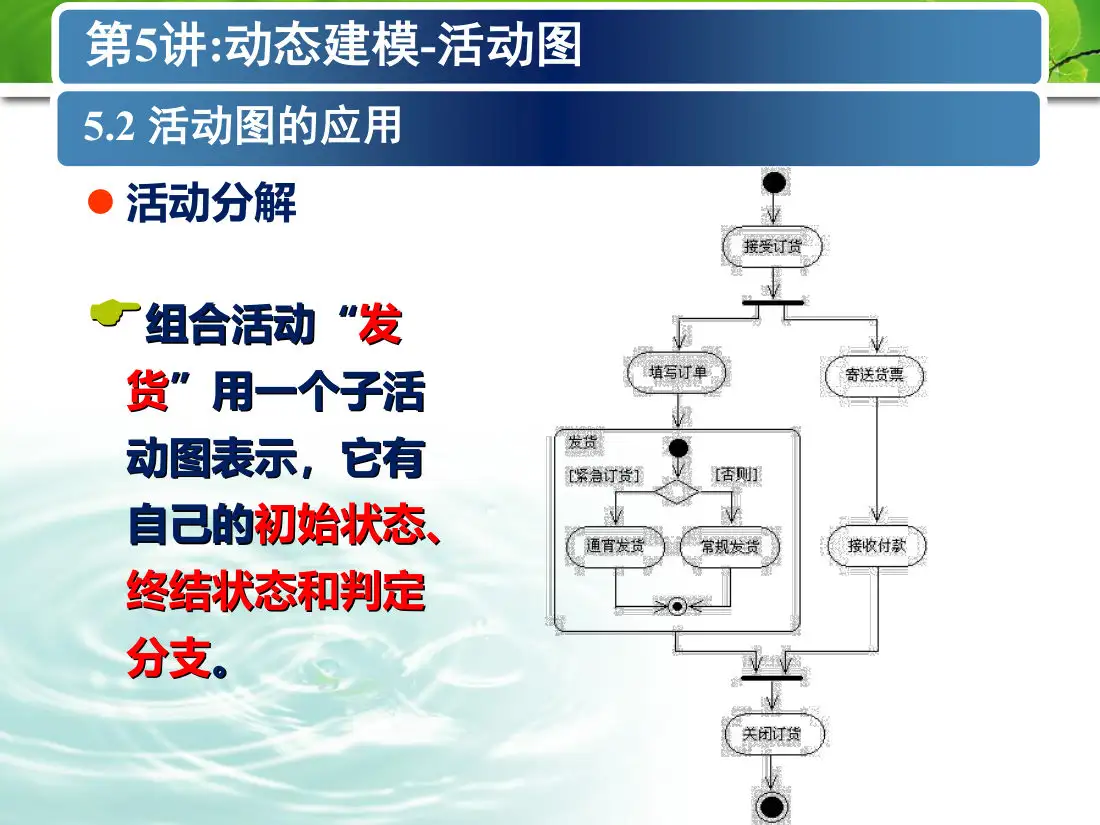 第5讲:动态建模-活动图
5.2 活动图的应用
活动分解
组合活动“发
货”用一个子活
动图表示，它有
自己的初始状态、
终结状态和判定
分支。
接受订货
填写订单
寄送货票
发货
[紧急订货]
[否则]
通宵发货
常规发货
接收付款
关闭订货